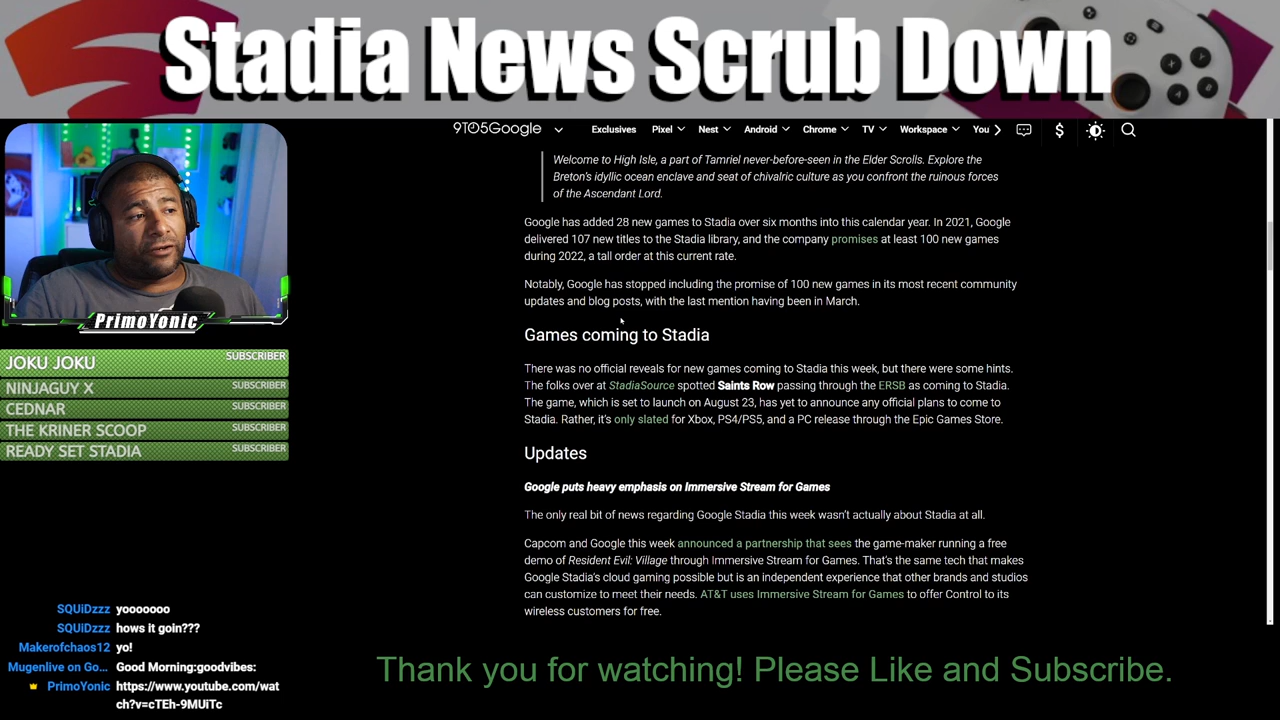 Stadia News Scrub Down
9TO5Google
Exclusives Pixel Nest Android Chrome TV Workspace You
Welcome to High Isle, a part of Tamriel never-before-seen in the Elder Scrolls. Explore the
Breton's idyllic ocean enclave and seat of chivalric culture as you confront the ruinous forces
of the Ascendant Lord.
Google has added 28 new games to Stadia over six months into this calendar year. In 2021, Google
delivered 107 new titles to the Stadia library, and the company promises at least 100 new games
during 2022, a tall order at this current rate.
Notably, Google has stopped including the promise of 100 new games in its most recent community
updates and blog posts, with the last mention having been in March.
Games coming to Stadia
There was no official reveals for new games coming to Stadia this week, but there were some hints.
The folks over at StadiaSource spotted Saints Row passing through the ERSB as coming to Stadia.
The game, which is set to launch on August 23, has yet to announce any official plans to come to
Stadia. Rather, it's only slated for Xbox, PS4/PS5, and a PC release through the Epic Games Store.
Updates
Google puts heavy emphasis on Immersive Stream for Games
The only real bit of news regarding Google Stadia this week wasn't actually about Stadia at all.
Capcom and Google this week announced a partnership that sees the game-maker running a free
demo of Resident Evil: Village through Immersive Stream for Games. That's the same tech that makes
Google Stadia's cloud gaming possible but is an independent experience that other brands and studios
can customize to meet their needs. AT&T uses Immersive Stream for Games to offer Control to its
wireless customers for free.
PrimoYonic
JOKU JOKU SUBSCRIBER
NINJAGUY X SUBSCRIBER
CEDNAR SUBSCRIBER
THE KRINER SCOOP SUBSCRIBER
READY SET STADIA SUBSCRIBER
SQUiDzzz yooooooo
SQUiDzzz hows it goin???
Makerofchaos12 yo!
Mugenlive on Go... Good Morning:goodvibes:
PrimoYonic https://www.youtube.com/wat
ch?v=cTEh-9MUiTc
Thank you for watching! Please Like and Subscribe.